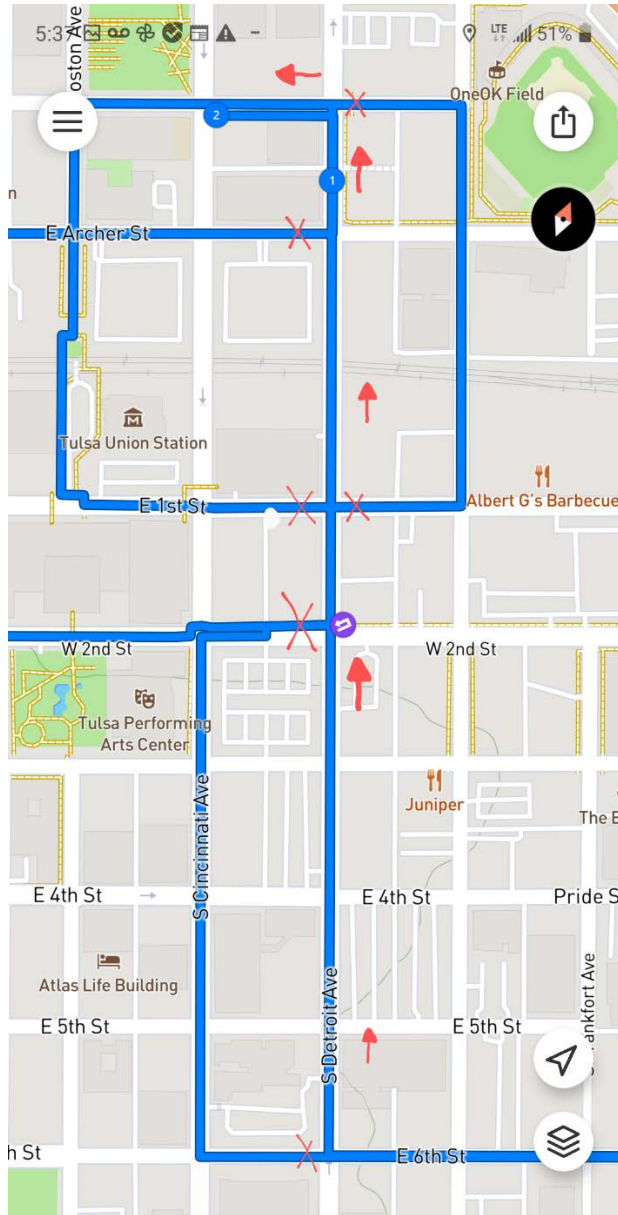 5:37
LTE
51%
oston Ave
OneOK Field
2
1
n
E Archer St
Tulsa Union Station
E 1st St
Albert G's Barbecue
W 2nd St
W 2nd St
Tulsa Performing
Arts Center
S Cincinnati Ave
Juniper
The B
E 4th St
E 4th St
Pride S
Atlas Life Building
S Detroit Ave
E 5th St
E 5th St
ankfort Ave
h St
E 6th St